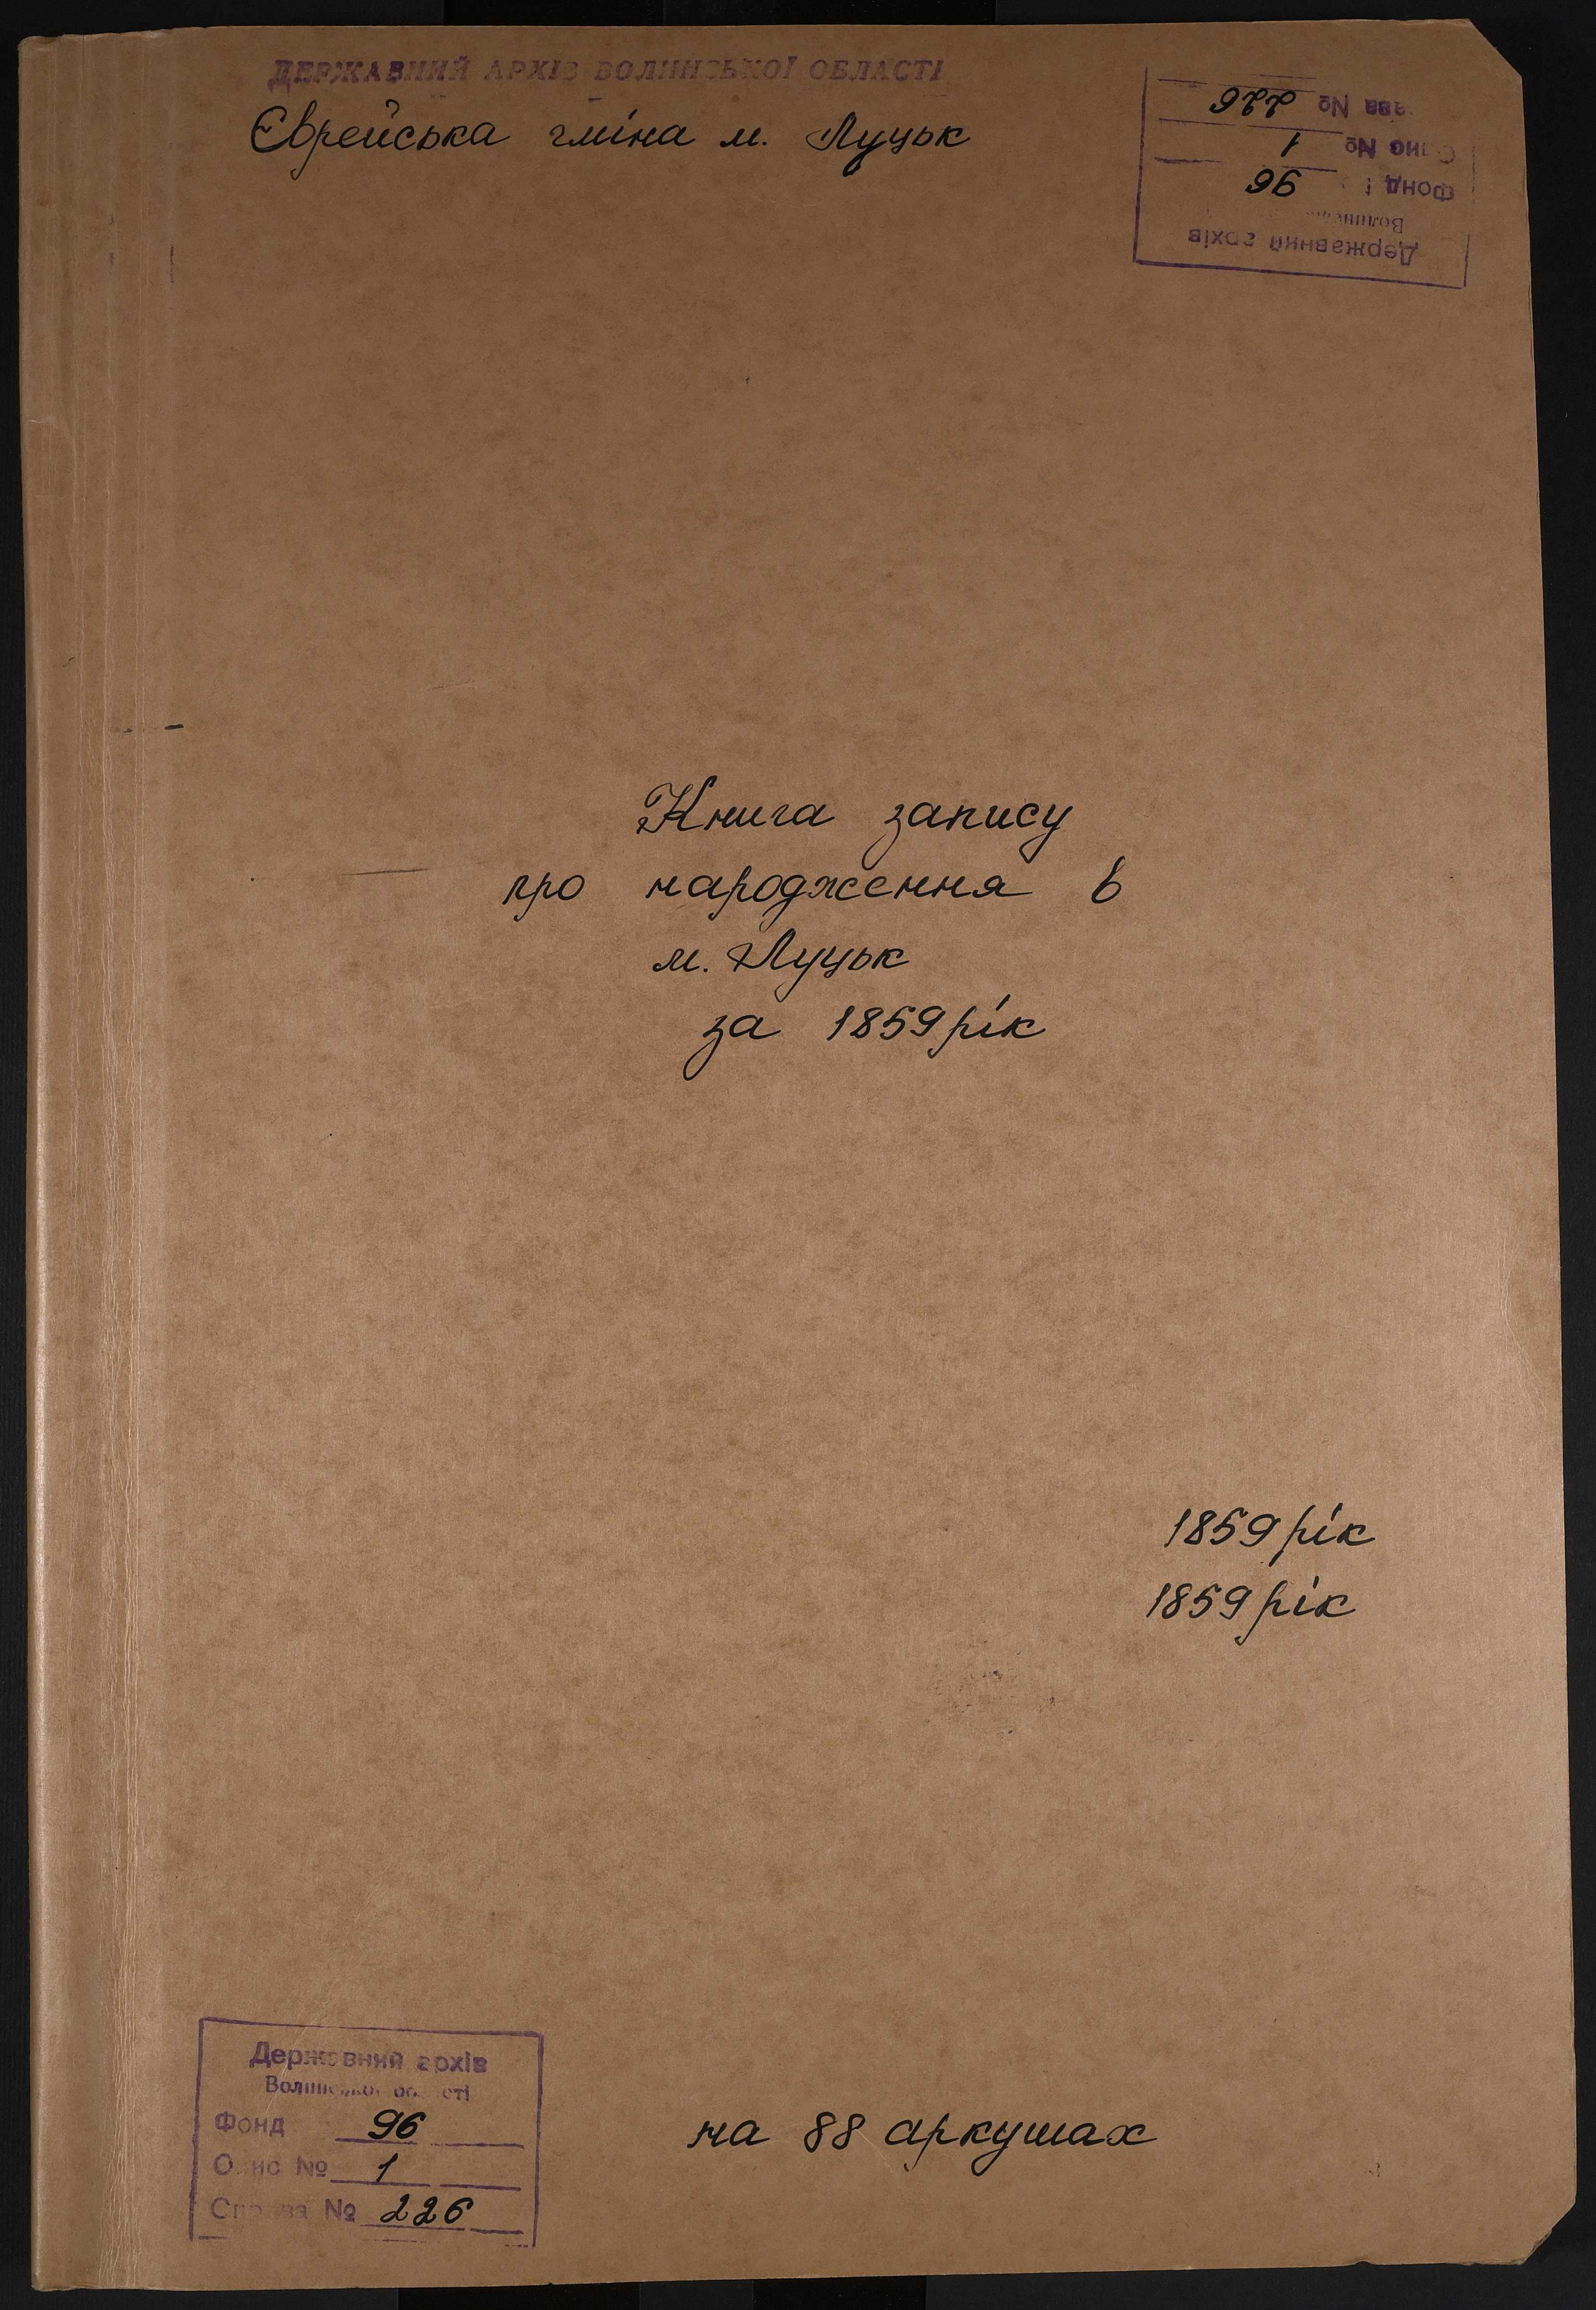 ДЕРЖАВНИЙ АРХІВ ВОЛИНСЬКОЇ ОБЛАСТІ
Єврейська гміна м. Луцьк
Справа № 226
Опис № 1
Фонд 96
Державний архів
Книга запису
про народження в
м. Луцьк
за 1859 рік
1859 рік
1859 рік
Державний архів
Волинської області
Фонд 96
Опис № 1
Справа № 226
на 88 аркушах